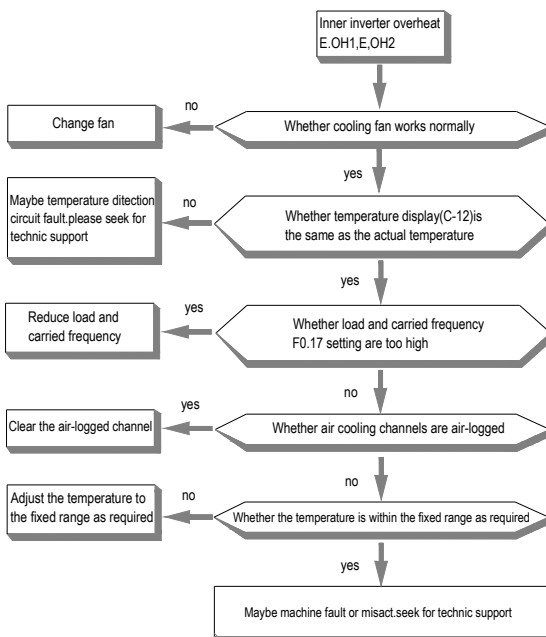 Inner inverter overheat
E.OH1,E,OH2
no
Change fan
Whether cooling fan works normally
yes
Maybe temperature ditection
circuit fault.please seek for
technic support
no
Whether temperature display(C-12)is
the same as the actual temperature
yes
Reduce load and
carried frequency
yes
Whether load and carried frequency
F0.17 setting are too high
no
Clear the air-logged channel
yes
Whether air cooling channels are air-logged
no
Adjust the temperature to
the fixed range as required
no
Whether the temperature is within the fixed range as required
yes
Maybe machine fault or misact.seek for technic support